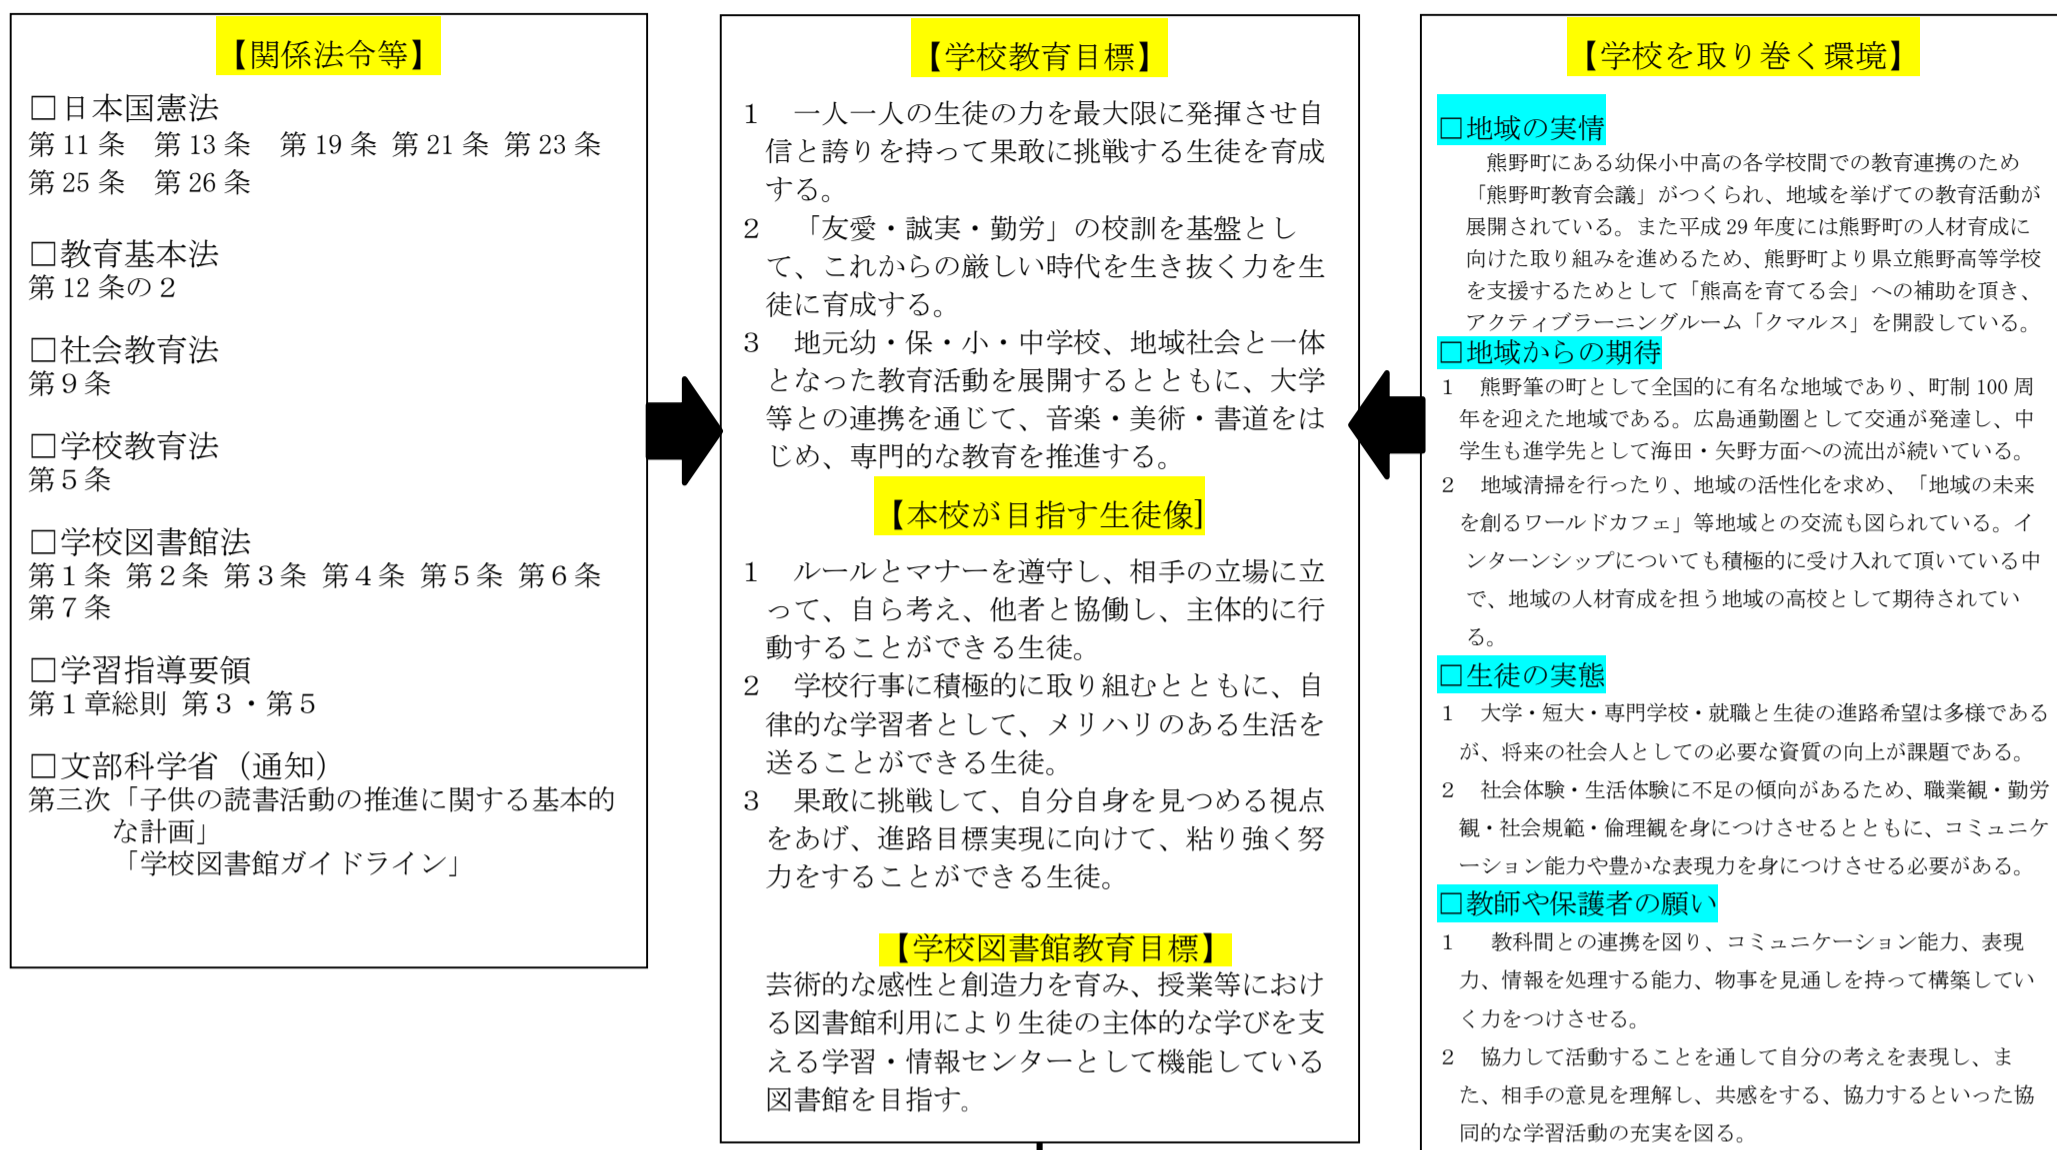 【関係法令等】
□日本国憲法
第11条　第13条　第19条 第21条 第23条
第25条　第26条
□教育基本法
第12条の２
□社会教育法
第９条
□学校教育法
第５条
□学校図書館法
第１条 第２条 第３条 第４条 第５条 第６条
第７条
□学習指導要領
第１章総則 第３・第５
□文部科学省（通知）
第三次「子供の読書活動の推進に関する基本的
な計画」
「学校図書館ガイドライン」
【学校教育目標】
1　一人一人の生徒の力を最大限に発揮させ自
信と誇りを持って果敢に挑戦する生徒を育成
する。
2　「友愛・誠実・勤労」の校訓を基盤とし
て、これからの厳しい時代を生き抜く力を生
徒に育成する。
3　地元幼・保・小・中学校、地域社会と一体
となった教育活動を展開するとともに、大学
等との連携を通じて、音楽・美術・書道をは
じめ、専門的な教育を推進する。
【本校が目指す生徒像]
1　ルールとマナーを遵守し、相手の立場に立
って、自ら考え、他者と協働し、主体的に行
動することができる生徒。
2　学校行事に積極的に取り組むとともに、自
律的な学習者として、メリハリのある生活を
送ることができる生徒。
3　果敢に挑戦して、自分自身を見つめる視点
をあげ、進路目標実現に向けて、粘り強く努
力をすることができる生徒。
【学校図書館教育目標】
芸術的な感性と創造力を育み、授業等におけ
る図書館利用により生徒の主体的な学びを支
える学習・情報センターとして機能している
図書館を目指す。
【学校を取り巻く環境】
□地域の実情
熊野町にある幼保小中高の各学校間での教育連携のため
「熊野町教育会議」がつくられ、地域を挙げての教育活動が
展開されている。また平成29年度には熊野町の人材育成に
向けた取り組みを進めるため、熊野町より県立熊野高等学校
を支援するためとして「熊高を育てる会」への補助を頂き、
アクティブラーニングルーム「クマルス」を開設している。
□地域からの期待
1　熊野筆の町として全国的に有名な地域であり、町制100周
年を迎えた地域である。広島通勤圏として交通が発達し、中
学生も進学先として海田・矢野方面への流出が続いている。
2　地域清掃を行ったり、地域の活性化を求め、「地域の未来
を創るワールドカフェ」等地域との交流も図られている。イ
ンターンシップについても積極的に受け入れて頂いている中
で、地域の人材育成を担う地域の高校として期待されてい
る。
□生徒の実態
1　大学・短大・専門学校・就職と生徒の進路希望は多様である
が、将来の社会人としての必要な資質の向上が課題である。
2　社会体験・生活体験に不足の傾向があるため、職業観・勤労
観・社会規範・倫理観を身につけさせるとともに、コミュニケ
ーション能力や豊かな表現力を身につけさせる必要がある。
□教師や保護者の願い
1　教科間との連携を図り、コミュニケーション能力、表現
力、情報を処理する能力、物事を見通しを持って構築してい
く力をつけさせる。
2　協力して活動することを通して自分の考えを表現し、ま
た、相手の意見を理解し、共感をする、協力するといった協
同的な学習活動の充実を図る。